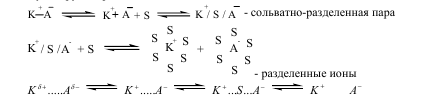 K⁺–A⁻ ⇌ K⁺+ A⁻ + S ⇌ K⁺/ S / A⁻ - сольватно-разделенная пара
K⁺/ S /A⁻ + S ⇌ S S S K⁺ S S S + S S S A⁻ S S S
- разделенные ионы
K^δ+.....A^δ− ⇌ K⁺.....A⁻ ⇌ K⁺...S...A⁻ ⇌ K⁺ A⁻